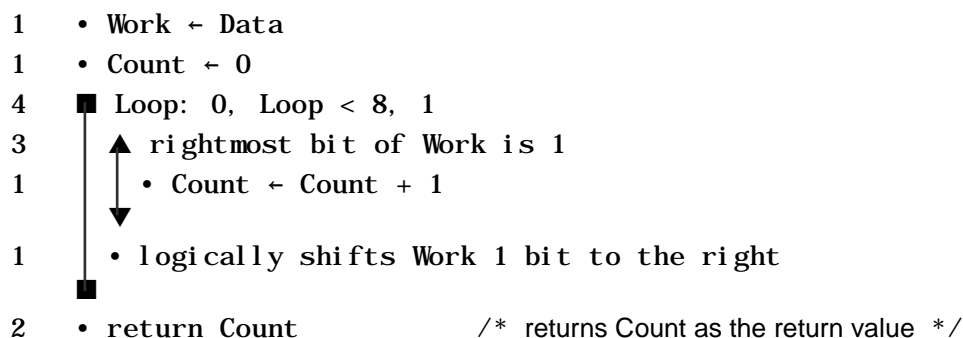 1 • Work ← Data
1 • Count ← 0
4 ■ Loop: 0, Loop < 8, 1
3 ▲ rightmost bit of Work is 1
1 • Count ← Count + 1
1 • logically shifts Work 1 bit to the right
2 • return Count /* returns Count as the return value */